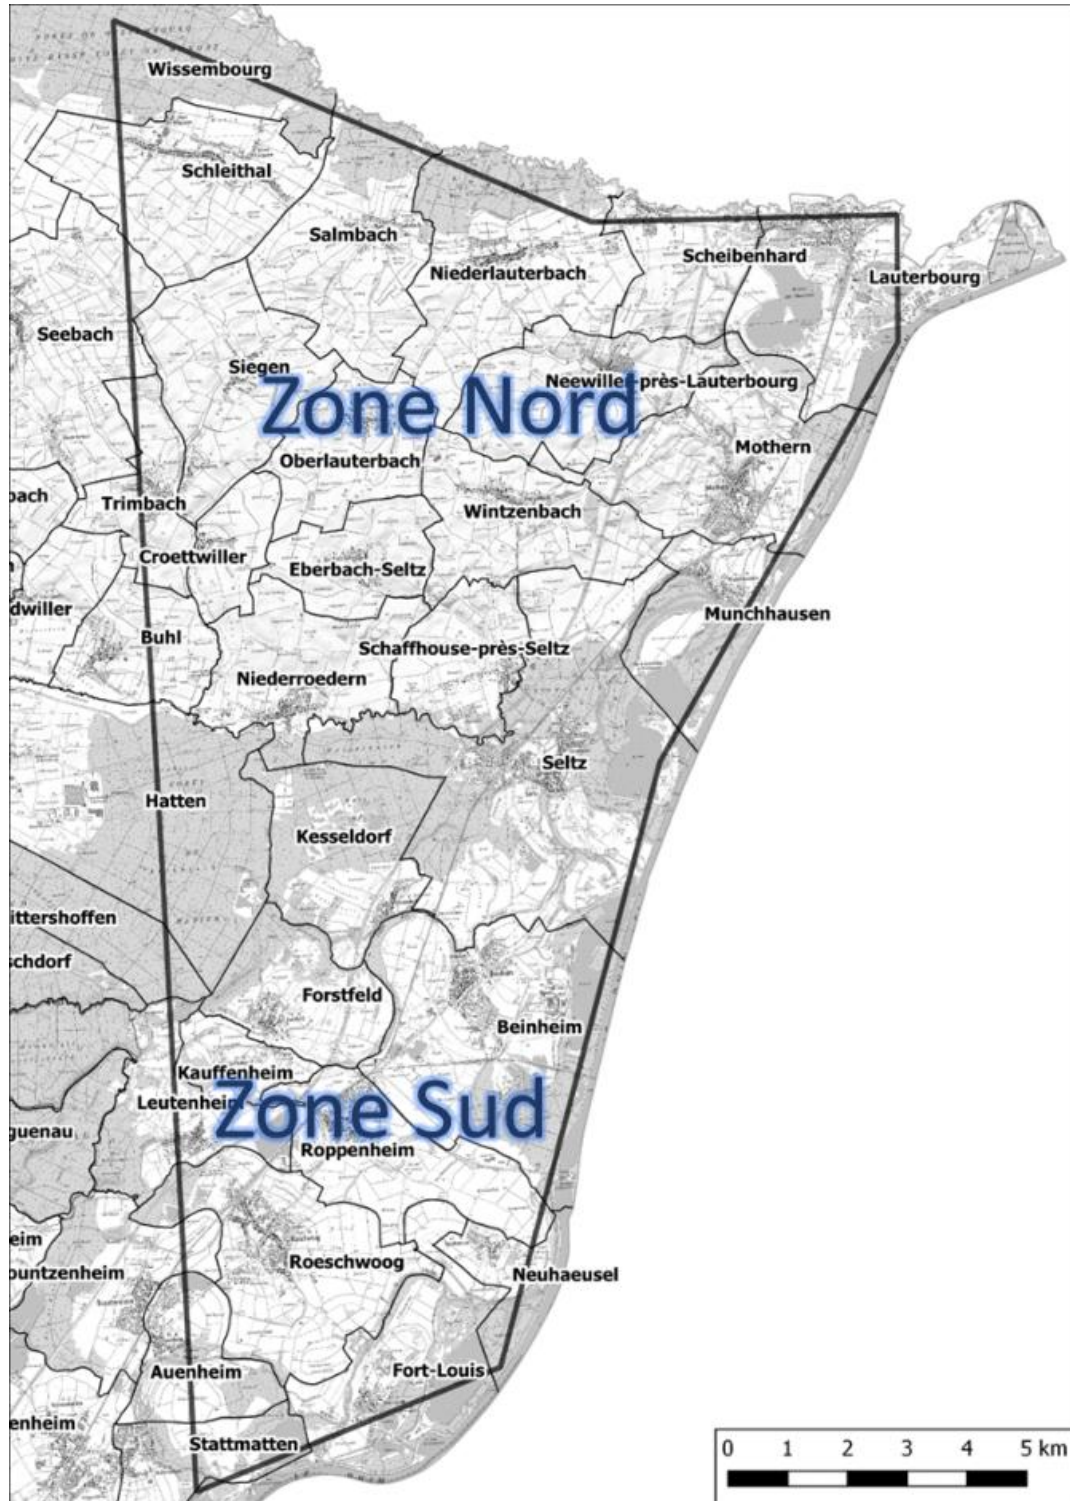 Wissembourg
Schleithal
Salmbach
Niederlauterbach
Scheibenhard
Lauterbourg
Seebach
Siegen
Neewiller-près-Lauterbourg
Zone Nord
Oberlauterbach
Mothern
bach
Trimbach
Wintzenbach
Croettwiller
Eberbach-Seltz
dwiller
Munchhausen
Buhl
Schaffhouse-près-Seltz
Niederroedern
Seltz
Hatten
Kesseldorf
ittershoffen
schdorf
Forstfeld
Beinheim
Kauffenheim
Leutenheim
Zone Sud
guenau
Roppenheim
eim
Roeschwoog
ountzenheim
Neuhaeusel
Auenheim
Fort-Louis
enheim
Stattmatten
0 1 2 3 4 5 km